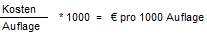 Kosten
Auflage * 1000 = € pro 1000 Auflage